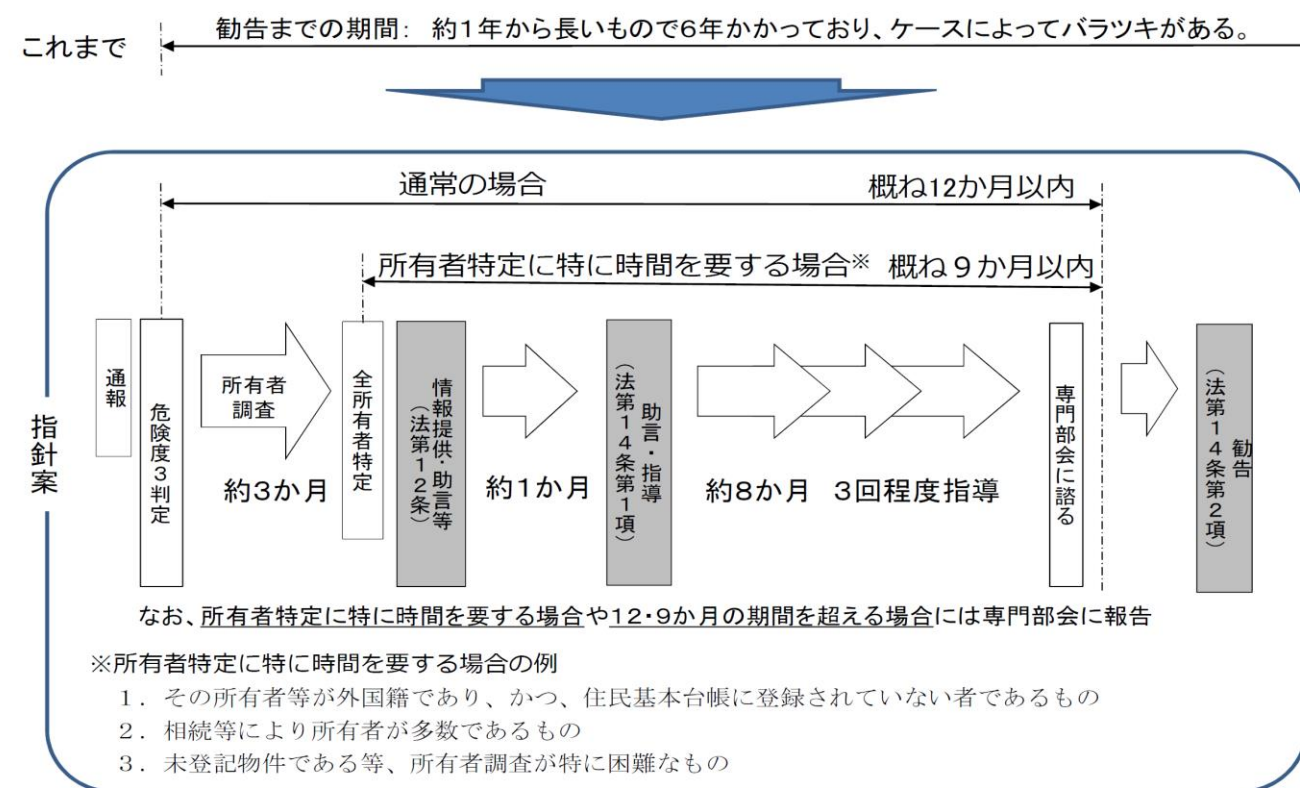 これまで
勧告までの期間： 約１年から長いもので６年かかっており、ケースによってバラツキがある。
通常の場合
概ね12か月以内
所有者特定に特に時間を要する場合※ 概ね９か月以内
指針案
通報
危険度３判定
所有者
調査
約３か月
全所有者特定
情報提供・助言等
（法第１２条）
約１か月
助言・指導
（法第１４条第１項）
約８か月 ３回程度指導
専門部会に諮る
勧告
（法第１４条第２項）
なお、所有者特定に特に時間を要する場合や１２・９か月の期間を超える場合には専門部会に報告
※所有者特定に特に時間を要する場合の例
１．その所有者等が外国籍であり、かつ、住民基本台帳に登録されていない者であるもの
２．相続等により所有者が多数であるもの
３．未登記物件である等、所有者調査が特に困難なもの